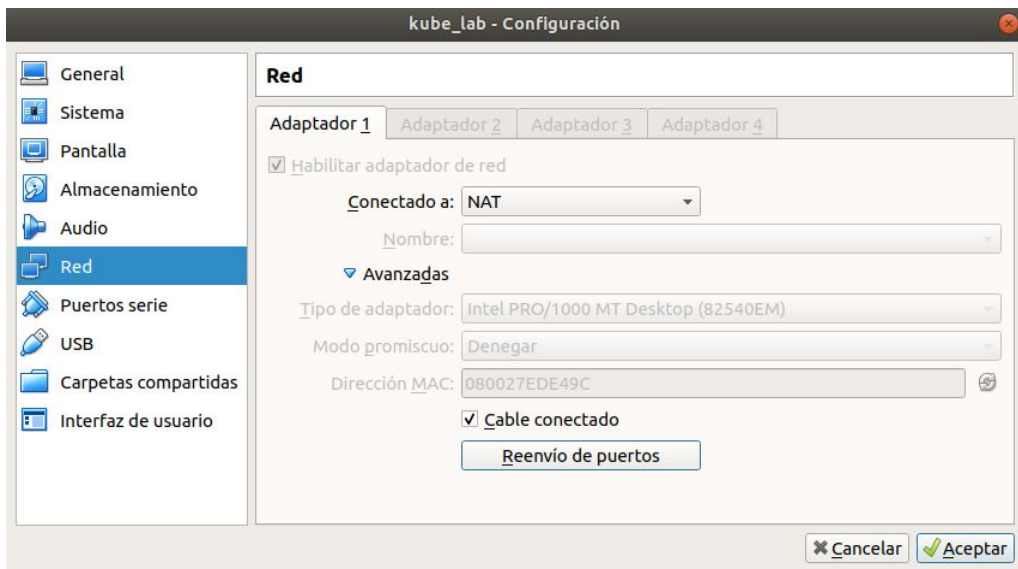 kube_lab - Configuración
General
Sistema
Pantalla
Almacenamiento
Audio
Red
Puertos serie
USB
Carpetas compartidas
Interfaz de usuario
Red
Adaptador 1 Adaptador 2 Adaptador 3 Adaptador 4
Habilitar adaptador de red
Conectado a: NAT
Nombre:
Avanzadas
Tipo de adaptador: Intel PRO/1000 MT Desktop (82540EM)
Modo promiscuo: Denegar
Dirección MAC: 080027EDE49C
Cable conectado
Reenvío de puertos
Cancelar Aceptar